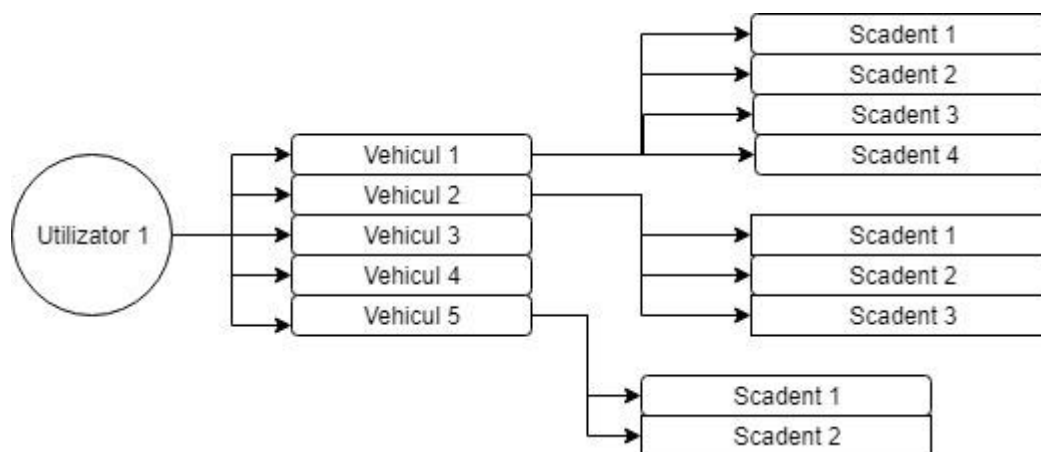 Utilizator 1
Vehicul 1
Vehicul 2
Vehicul 3
Vehicul 4
Vehicul 5
Scadent 1
Scadent 2
Scadent 3
Scadent 4
Scadent 1
Scadent 2
Scadent 3
Scadent 1
Scadent 2